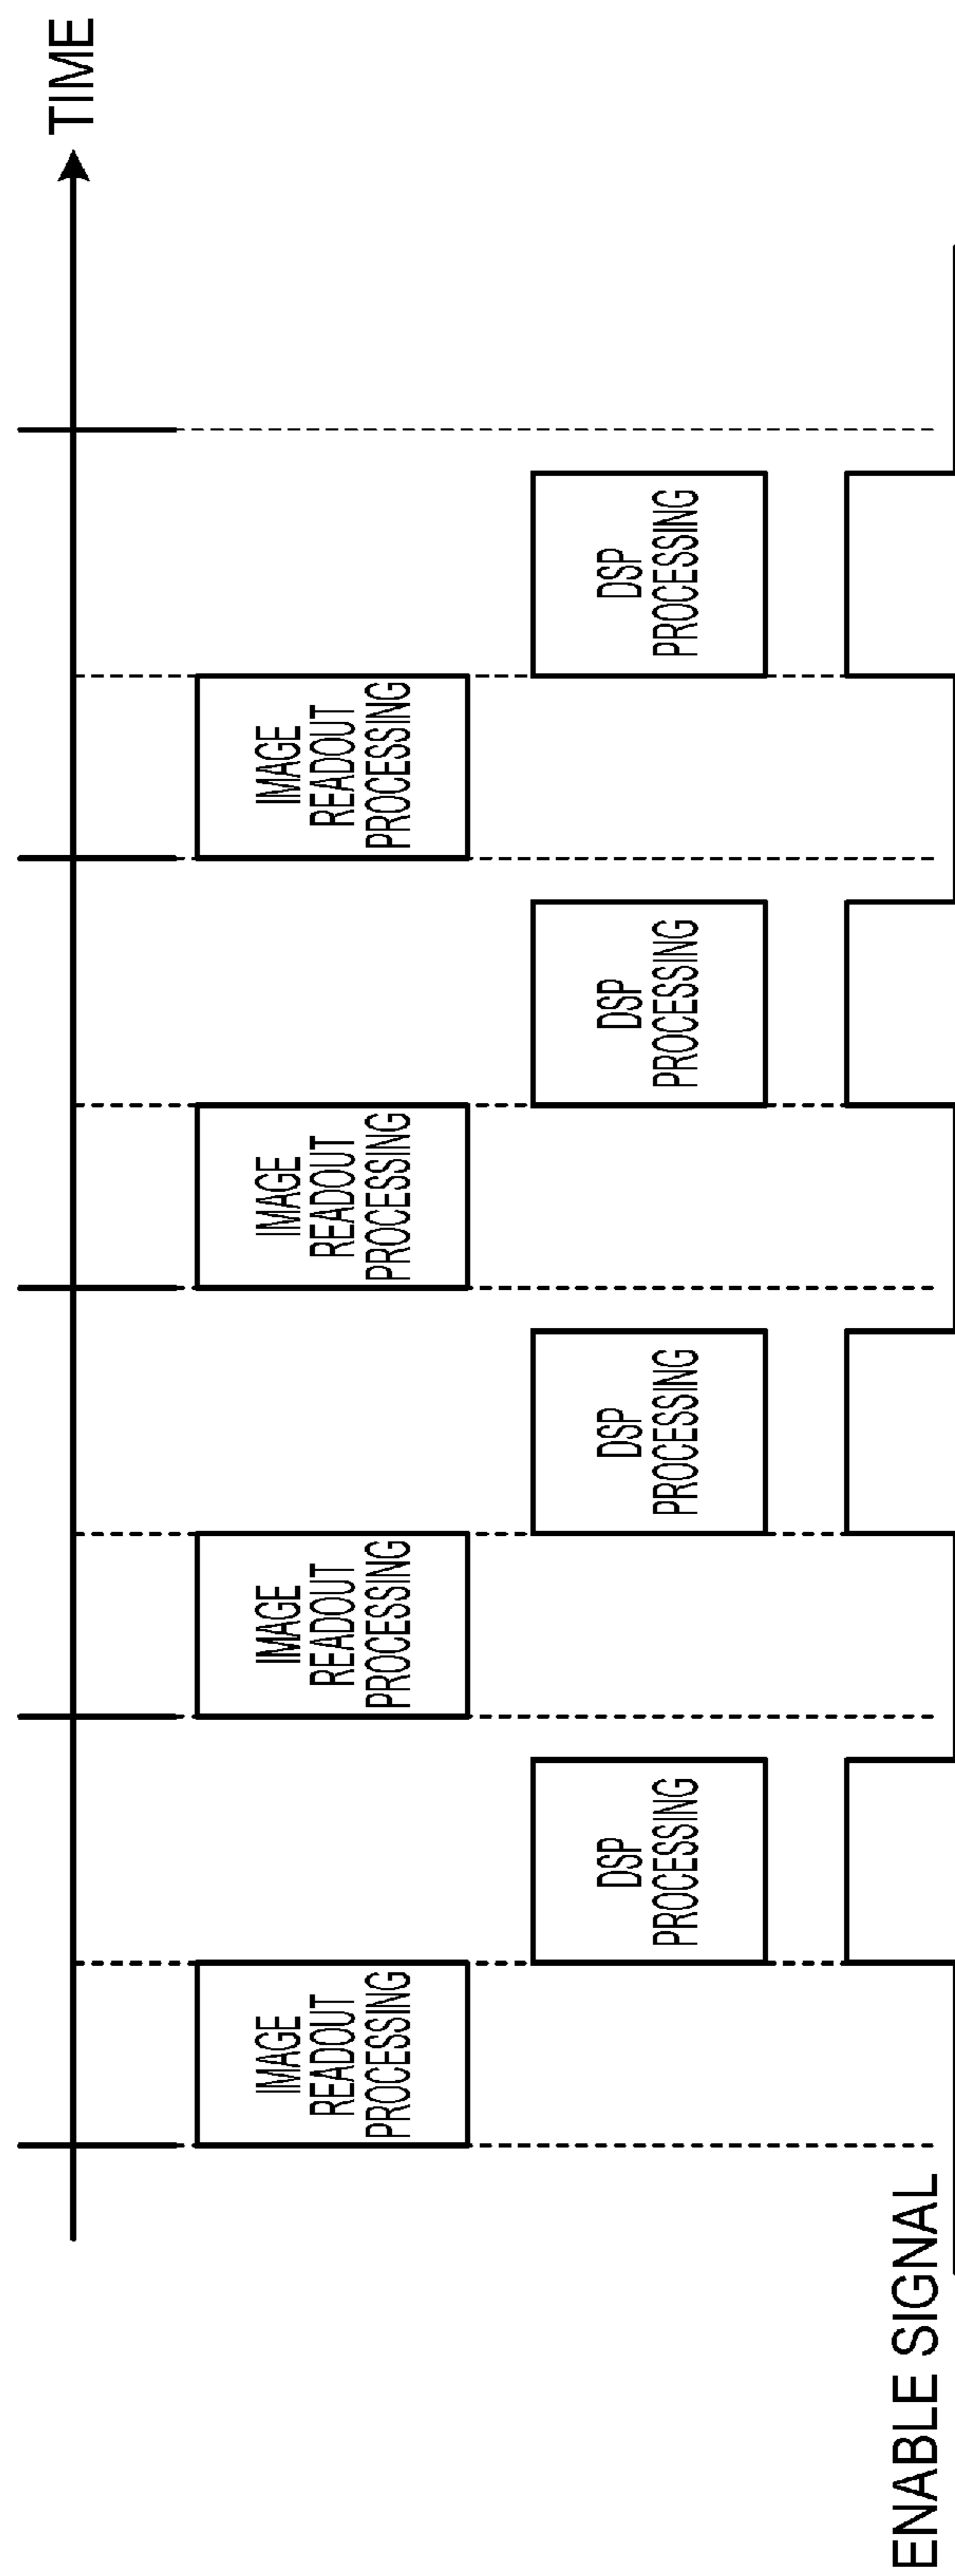 TIME
IMAGE
READOUT
PROCESSING
IMAGE
READOUT
PROCESSING
IMAGE
READOUT
PROCESSING
IMAGE
READOUT
PROCESSING
DSP
PROCESSING
DSP
PROCESSING
DSP
PROCESSING
DSP
PROCESSING
ENABLE SIGNAL